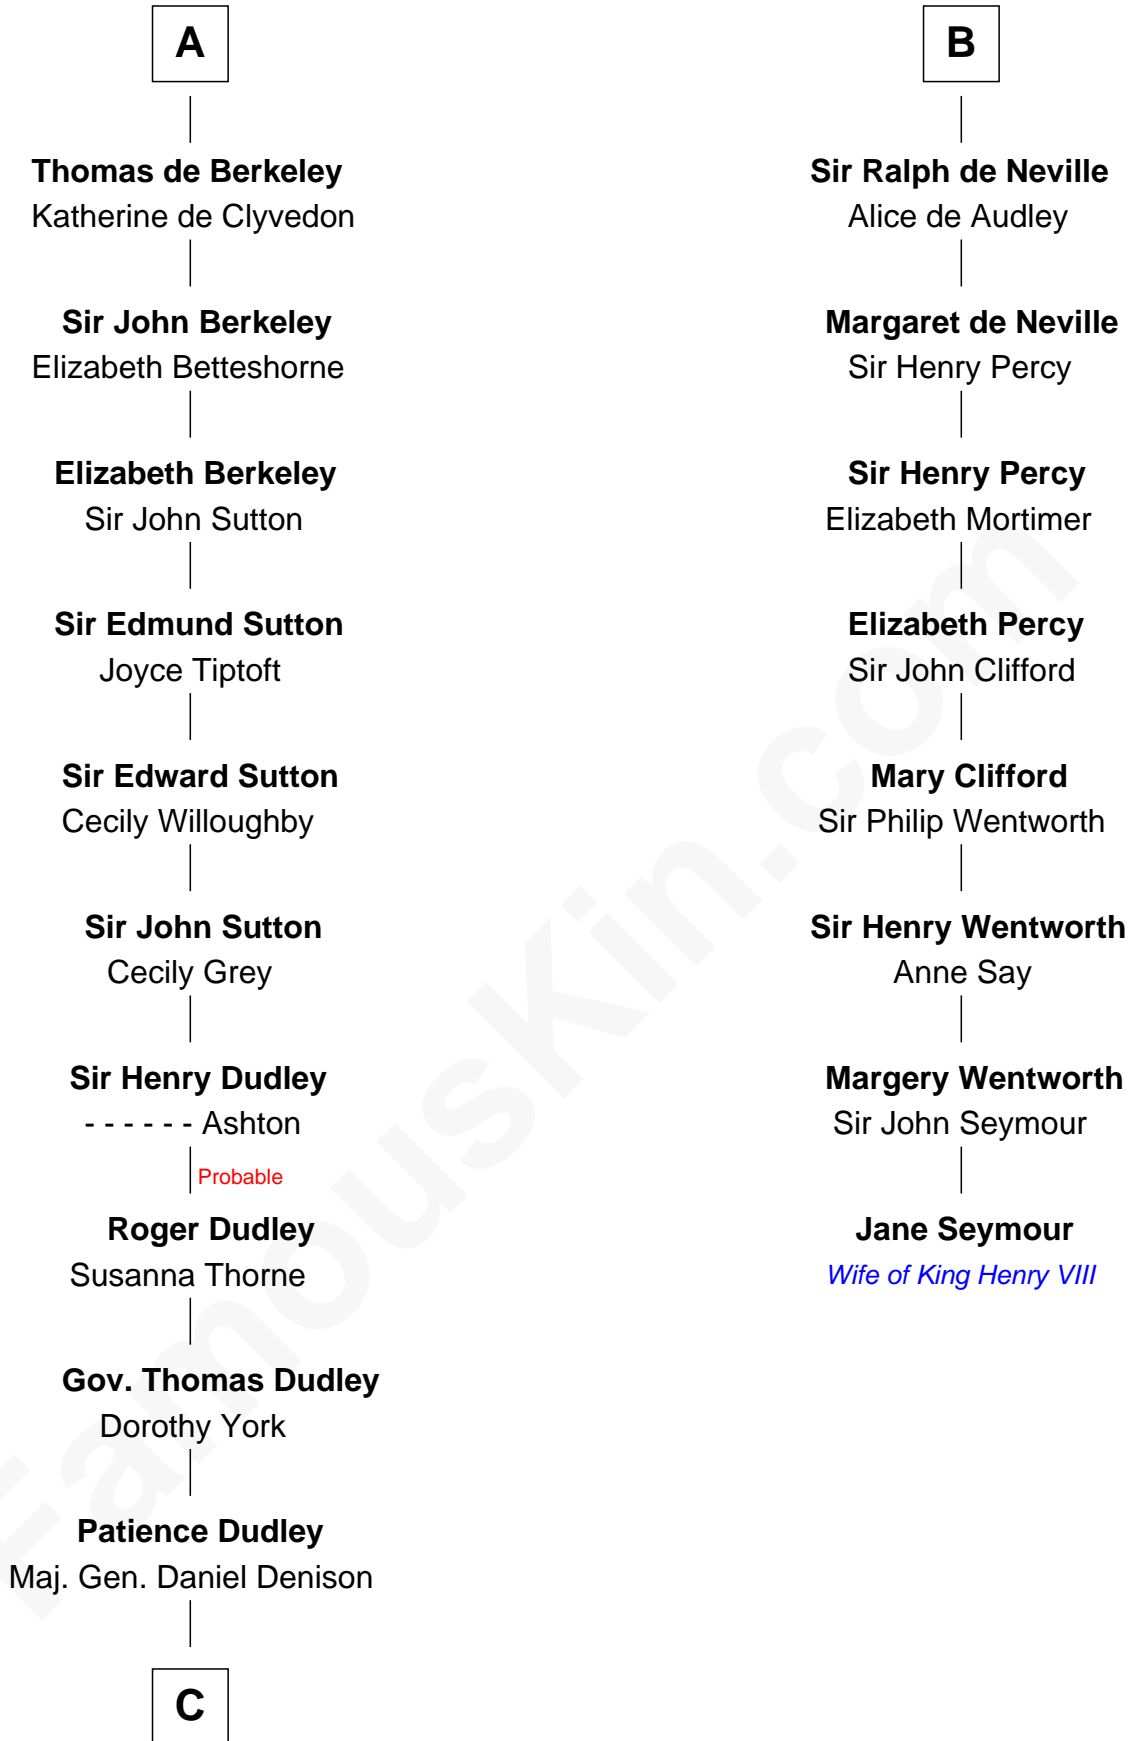 A
Thomas de Berkeley
Katherine de Clyvedon
Sir John Berkeley
Elizabeth Betteshorne
Elizabeth Berkeley
Sir John Sutton
Sir Edmund Sutton
Joyce Tiptoft
Sir Edward Sutton
Cecily Willoughby
Sir John Sutton
Cecily Grey
Sir Henry Dudley
- - - - - - Ashton
Probable
Roger Dudley
Susanna Thorne
Gov. Thomas Dudley
Dorothy York
Patience Dudley
Maj. Gen. Daniel Denison
C
B
Sir Ralph de Neville
Alice de Audley
Margaret de Neville
Sir Henry Percy
Sir Henry Percy
Elizabeth Mortimer
Elizabeth Percy
Sir John Clifford
Mary Clifford
Sir Philip Wentworth
Sir Henry Wentworth
Anne Say
Margery Wentworth
Sir John Seymour
Jane Seymour
Wife of King Henry VIII
FamousKin.com